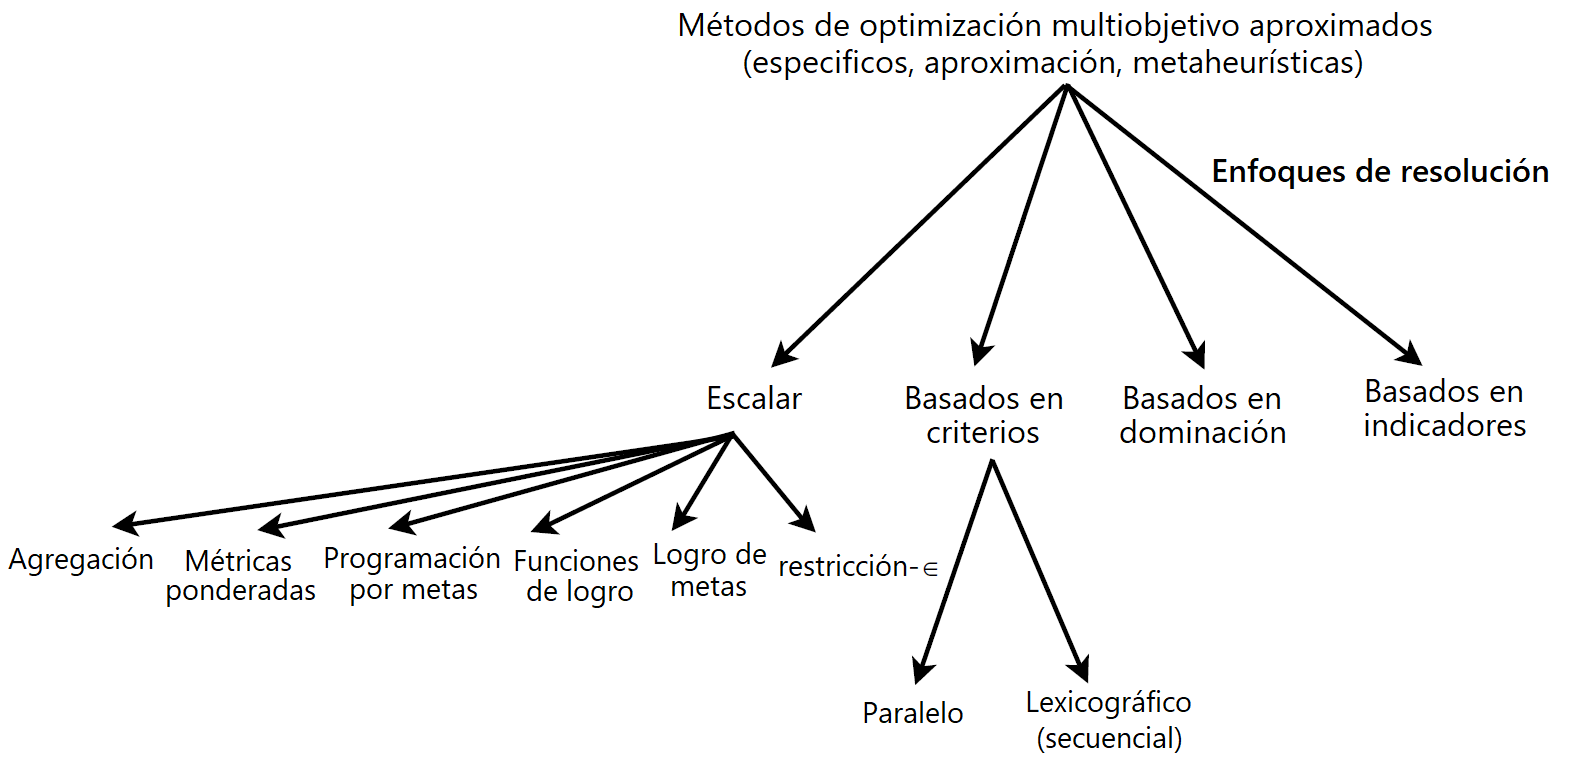 Métodos de optimización multiobjetivo aproximados
(especificos, aproximación, metaheurísticas)
Enfoques de resolución
Escalar
Basados en
criterios
Basados en
dominación
Basados en
indicadores
Agregación
Métricas
ponderadas
Programación
por metas
Funciones
de logro
Logro de
metas
restricción-∈
Paralelo
Lexicográfico
(secuencial)